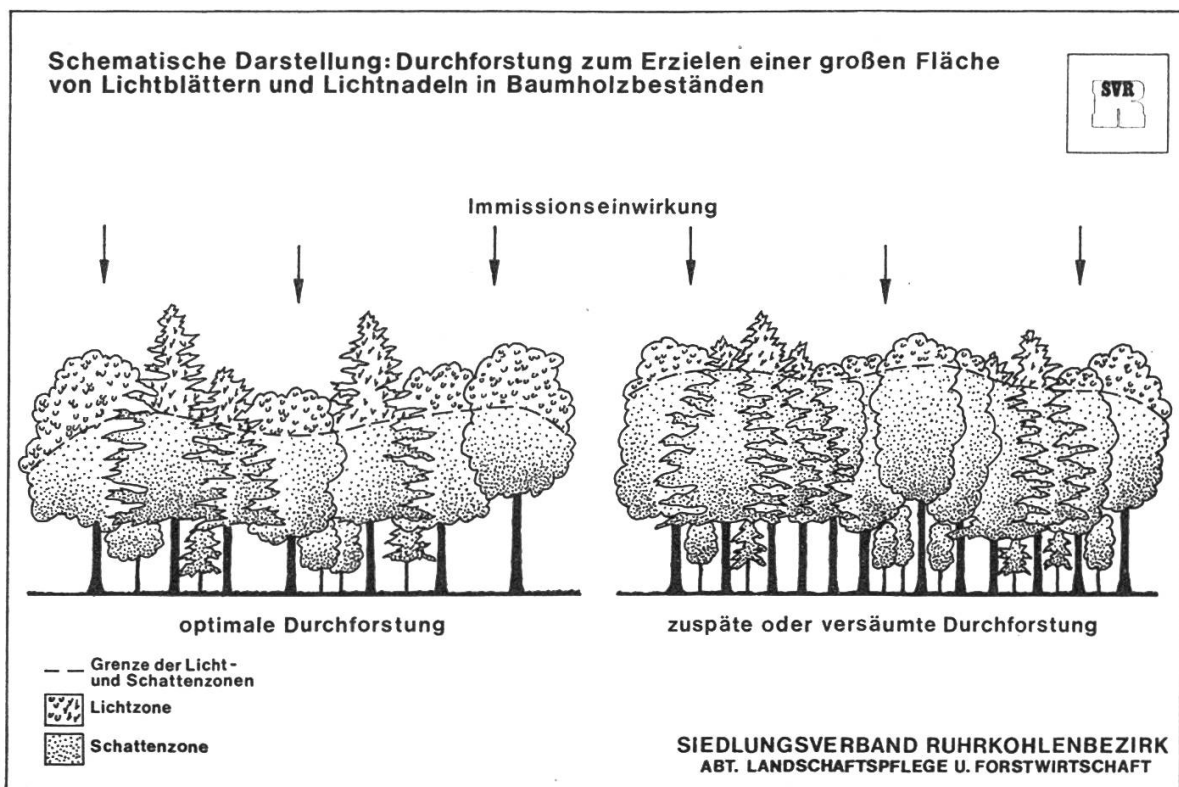 Schematische Darstellung: Durchforstung zum Erzielen einer großen Fläche
von Lichtblättern und Lichtnadeln in Baumholzbeständen
SVR
Immissionseinwirkung
optimale Durchforstung
zuspäte oder versäumte Durchforstung
Grenze der Licht-
und Schattenzonen
Lichtzone
Schattenzone
SIEDLUNGSVERBAND RUHRKOHLENBEZIRK
ABT. LANDSCHAFTSPFLEGE U. FORSTWIRTSCHAFT